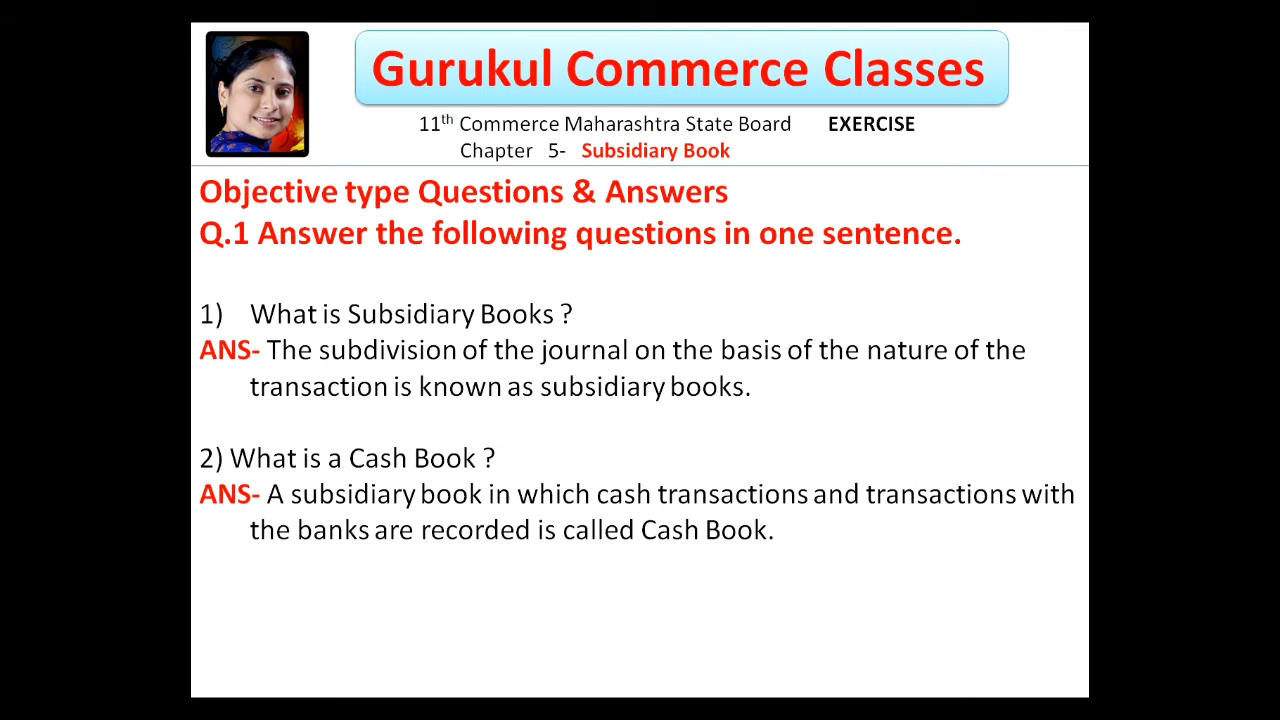 Gurukul Commerce Classes
11th Commerce Maharashtra State Board EXERCISE
Chapter 5- Subsidiary Book
Objective type Questions & Answers
Q.1 Answer the following questions in one sentence.
1) What is Subsidiary Books ?
ANS- The subdivision of the journal on the basis of the nature of the
transaction is known as subsidiary books.
2) What is a Cash Book ?
ANS- A subsidiary book in which cash transactions and transactions with
the banks are recorded is called Cash Book.